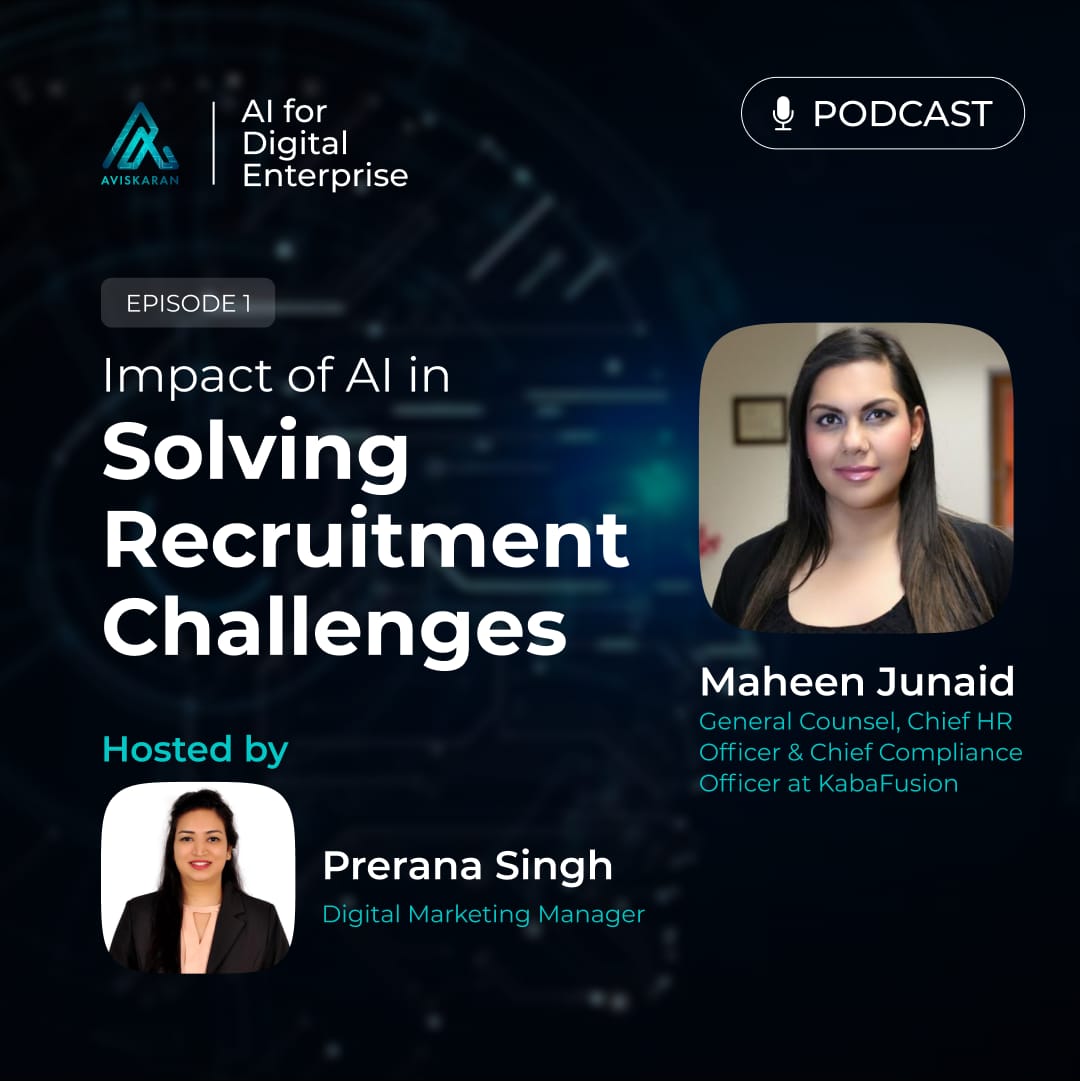 AVISKARAN
AI for
Digital
Enterprise
PODCAST
EPISODE 1
Impact of AI in
Solving
Recruitment
Challenges
Maheen Junaid
General Counsel, Chief HR
Officer & Chief Compliance
Officer at KabaFusion
Hosted by
Prerana Singh
Digital Marketing Manager